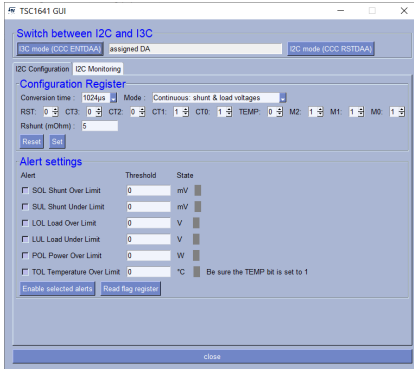 TSC1641 GUI
Switch between I2C and I3C
I3C mode (CCC ENTDAA) assigned DA I2C mode (CCC RSTDAA)
I2C Configuration I2C Monitoring
Configuration Register
Conversion time : 1024µs Mode : Continuous: shunt & load voltages
RST: 0 CT3: 0 CT2: 0 CT1: 1 CT0: 1 TEMP: 0 M2: 1 M1: 1 M0: 1
Rshunt (mOhm) : 5
Reset Set
Alert settings
Alert Threshold State
SOL Shunt Over Limit 0 mV
SUL Shunt Under Limit 0 mV
LOL Load Over Limit 0 V
LUL Load Under Limit 0 V
POL Power Over Limit 0 W
TOL Temperature Over Limit 0 °C Be sure the TEMP bit is set to 1
Enable selected alerts Read flag register
close